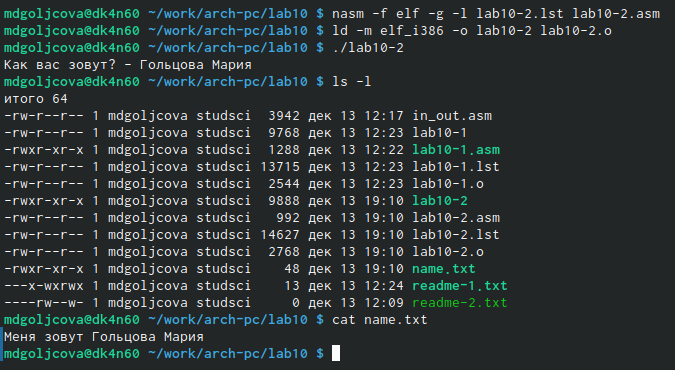 mdgoljcova@dk4n60 ~/work/arch-pc/lab10 $ nasm -f elf -g -l lab10-2.lst lab10-2.asm
mdgoljcova@dk4n60 ~/work/arch-pc/lab10 $ ld -m elf_i386 -o lab10-2 lab10-2.o
mdgoljcova@dk4n60 ~/work/arch-pc/lab10 $ ./lab10-2
Как вас зовут? - Гольцова Мария
mdgoljcova@dk4n60 ~/work/arch-pc/lab10 $ ls -l
итого 64
-rw-r--r-- 1 mdgoljcova studsci  3942 дек 13 12:17 in_out.asm
-rw-r--r-- 1 mdgoljcova studsci  9768 дек 13 12:23 lab10-1
-rwxr-xr-x 1 mdgoljcova studsci  1288 дек 13 12:22 lab10-1.asm
-rw-r--r-- 1 mdgoljcova studsci 13715 дек 13 12:23 lab10-1.lst
-rw-r--r-- 1 mdgoljcova studsci  2544 дек 13 12:23 lab10-1.o
-rwxr-xr-x 1 mdgoljcova studsci  9888 дек 13 19:10 lab10-2
-rw-r--r-- 1 mdgoljcova studsci   992 дек 13 19:10 lab10-2.asm
-rw-r--r-- 1 mdgoljcova studsci 14627 дек 13 19:10 lab10-2.lst
-rw-r--r-- 1 mdgoljcova studsci  2768 дек 13 19:10 lab10-2.o
-rwxr-xr-x 1 mdgoljcova studsci    48 дек 13 19:10 name.txt
---x-wxrwx 1 mdgoljcova studsci    13 дек 13 12:24 readme-1.txt
----rw--w- 1 mdgoljcova studsci     0 дек 13 12:09 readme-2.txt
mdgoljcova@dk4n60 ~/work/arch-pc/lab10 $ cat name.txt
Меня зовут Гольцова Мария
mdgoljcova@dk4n60 ~/work/arch-pc/lab10 $